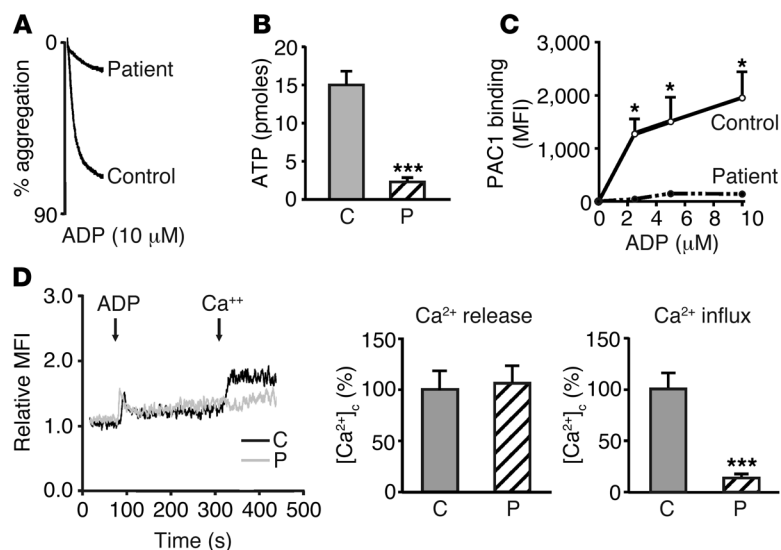 A
0
Patient
Control
% aggregation
90
ADP (10 μM)
B
20
15
10
5
0
ATP (pmoles)
***
C P
C
3,000
2,000
1,000
0
PAC1 binding
(MFI)
* * *
Control
Patient
0 2 4 6 8 10
ADP (μM)
D
3.0
2.0
1.0
0.0
Relative MFI
ADP Ca⁺⁺
C
P
0 100 200 300 400 500
Time (s)
Ca²⁺ release
150
100
50
0
[Ca²⁺]c (%)
C P
Ca²⁺ influx
150
100
50
0
[Ca²⁺]c (%)
***
C P